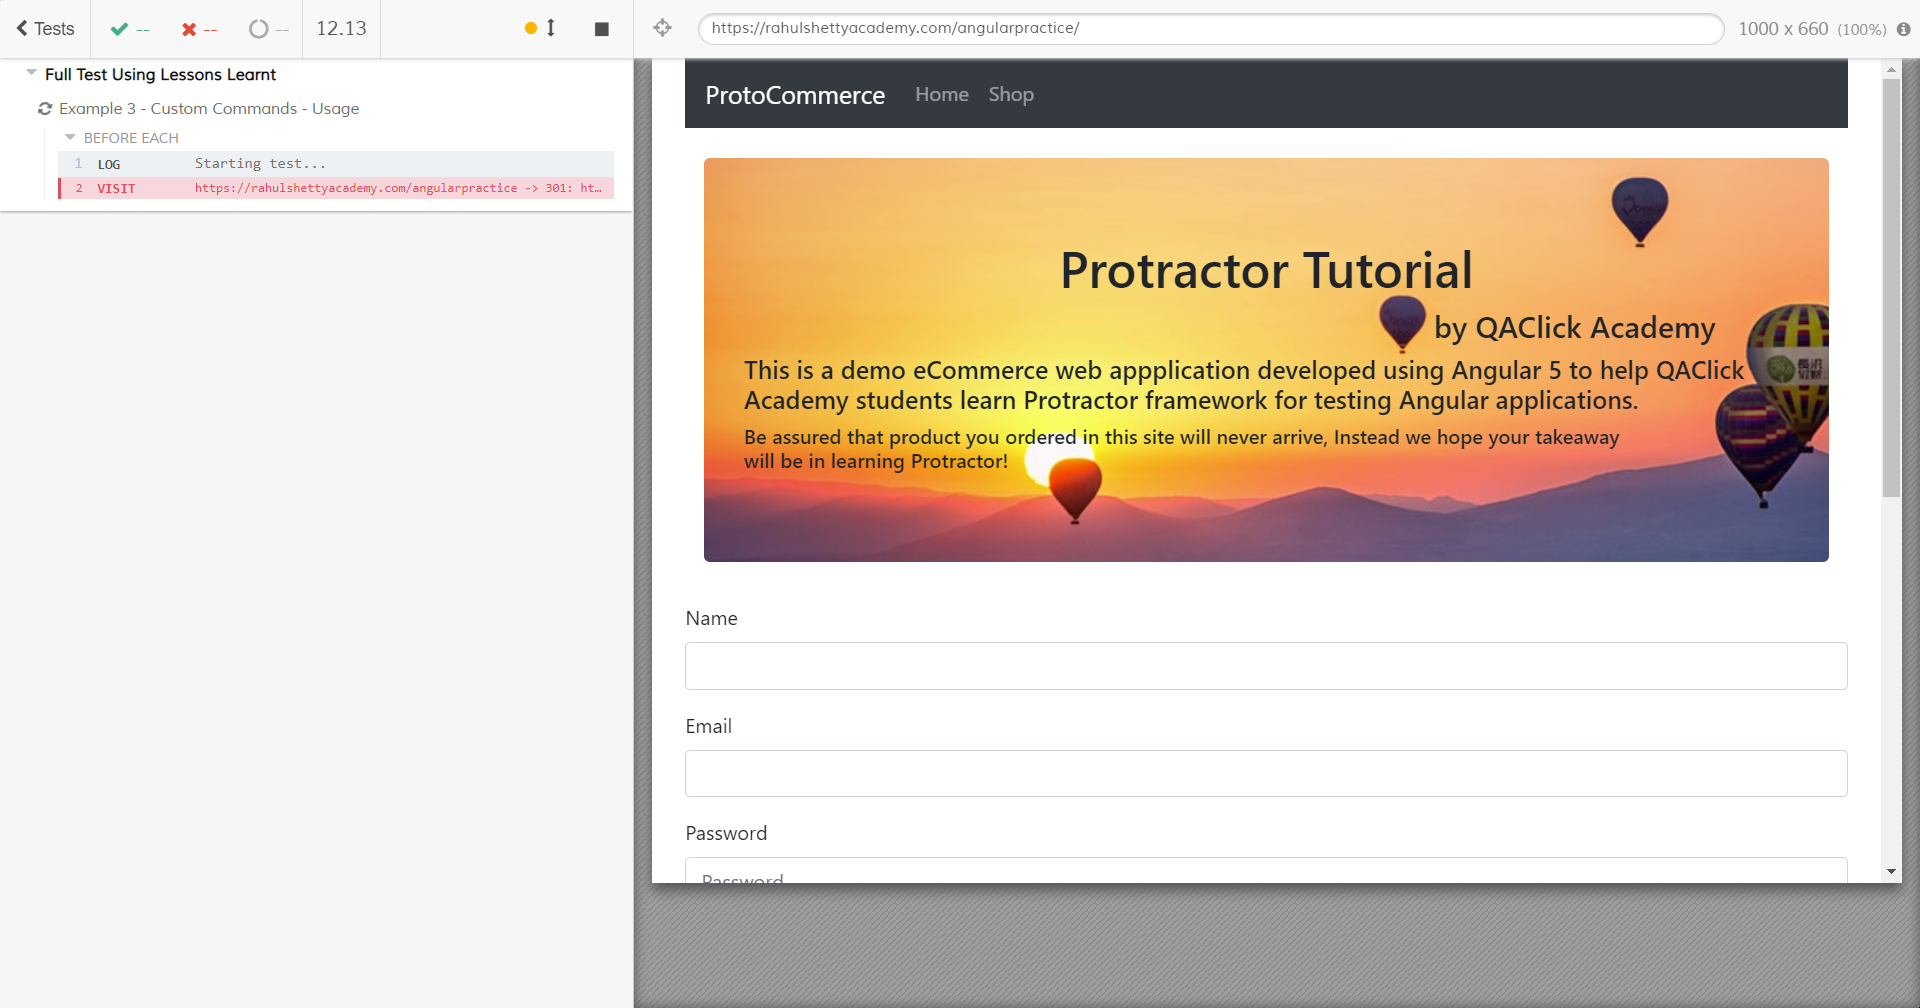 Tests
--
--
--
12.13
https://rahulshettyacademy.com/angularpractice/
1000 x 660 (100%)
Full Test Using Lessons Learnt
Example 3 - Custom Commands - Usage
BEFORE EACH
1 LOG Starting test...
2 VISIT https://rahulshettyacademy.com/angularpractice -> 301: ht…
ProtoCommerce Home Shop
Protractor Tutorial
by QAClick Academy
This is a demo eCommerce web appplication developed using Angular 5 to help QAClick
Academy students learn Protractor framework for testing Angular applications.
Be assured that product you ordered in this site will never arrive, Instead we hope your takeaway
will be in learning Protractor!
Name
Email
Password
Password